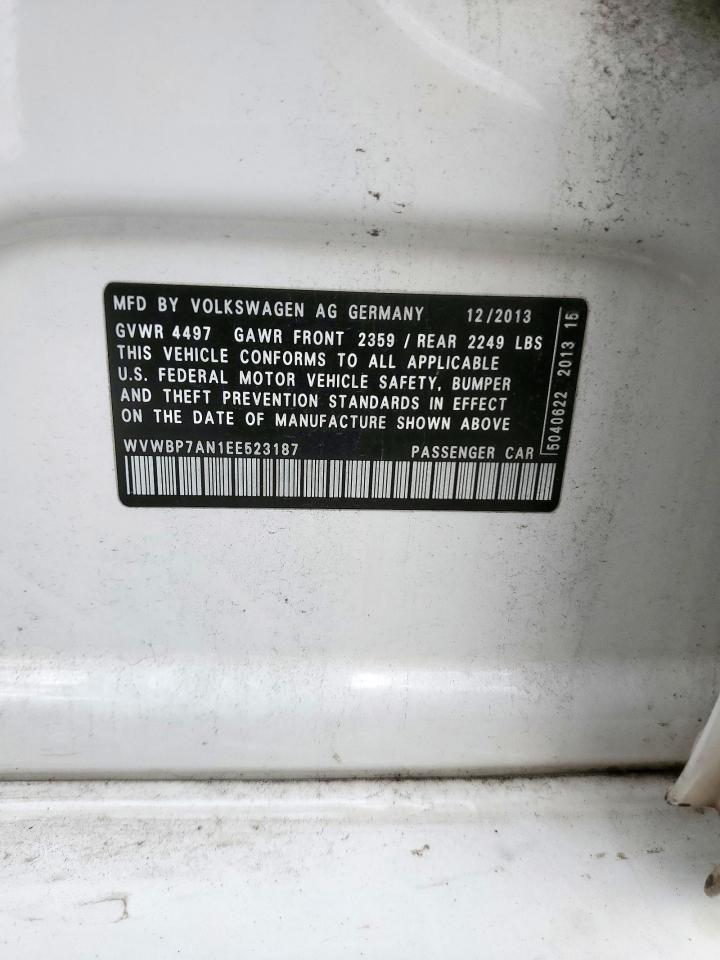 MFD BY VOLKSWAGEN AG GERMANY 12/2013
GVWR 4497 GAWR FRONT 2359 / REAR 2249 LBS
THIS VEHICLE CONFORMS TO ALL APPLICABLE
U.S. FEDERAL MOTOR VEHICLE SAFETY, BUMPER
AND THEFT PREVENTION STANDARDS IN EFFECT
ON THE DATE OF MANUFACTURE SHOWN ABOVE
WVWBP7AN1EE523187 PASSENGER CAR
5040622 2013 15